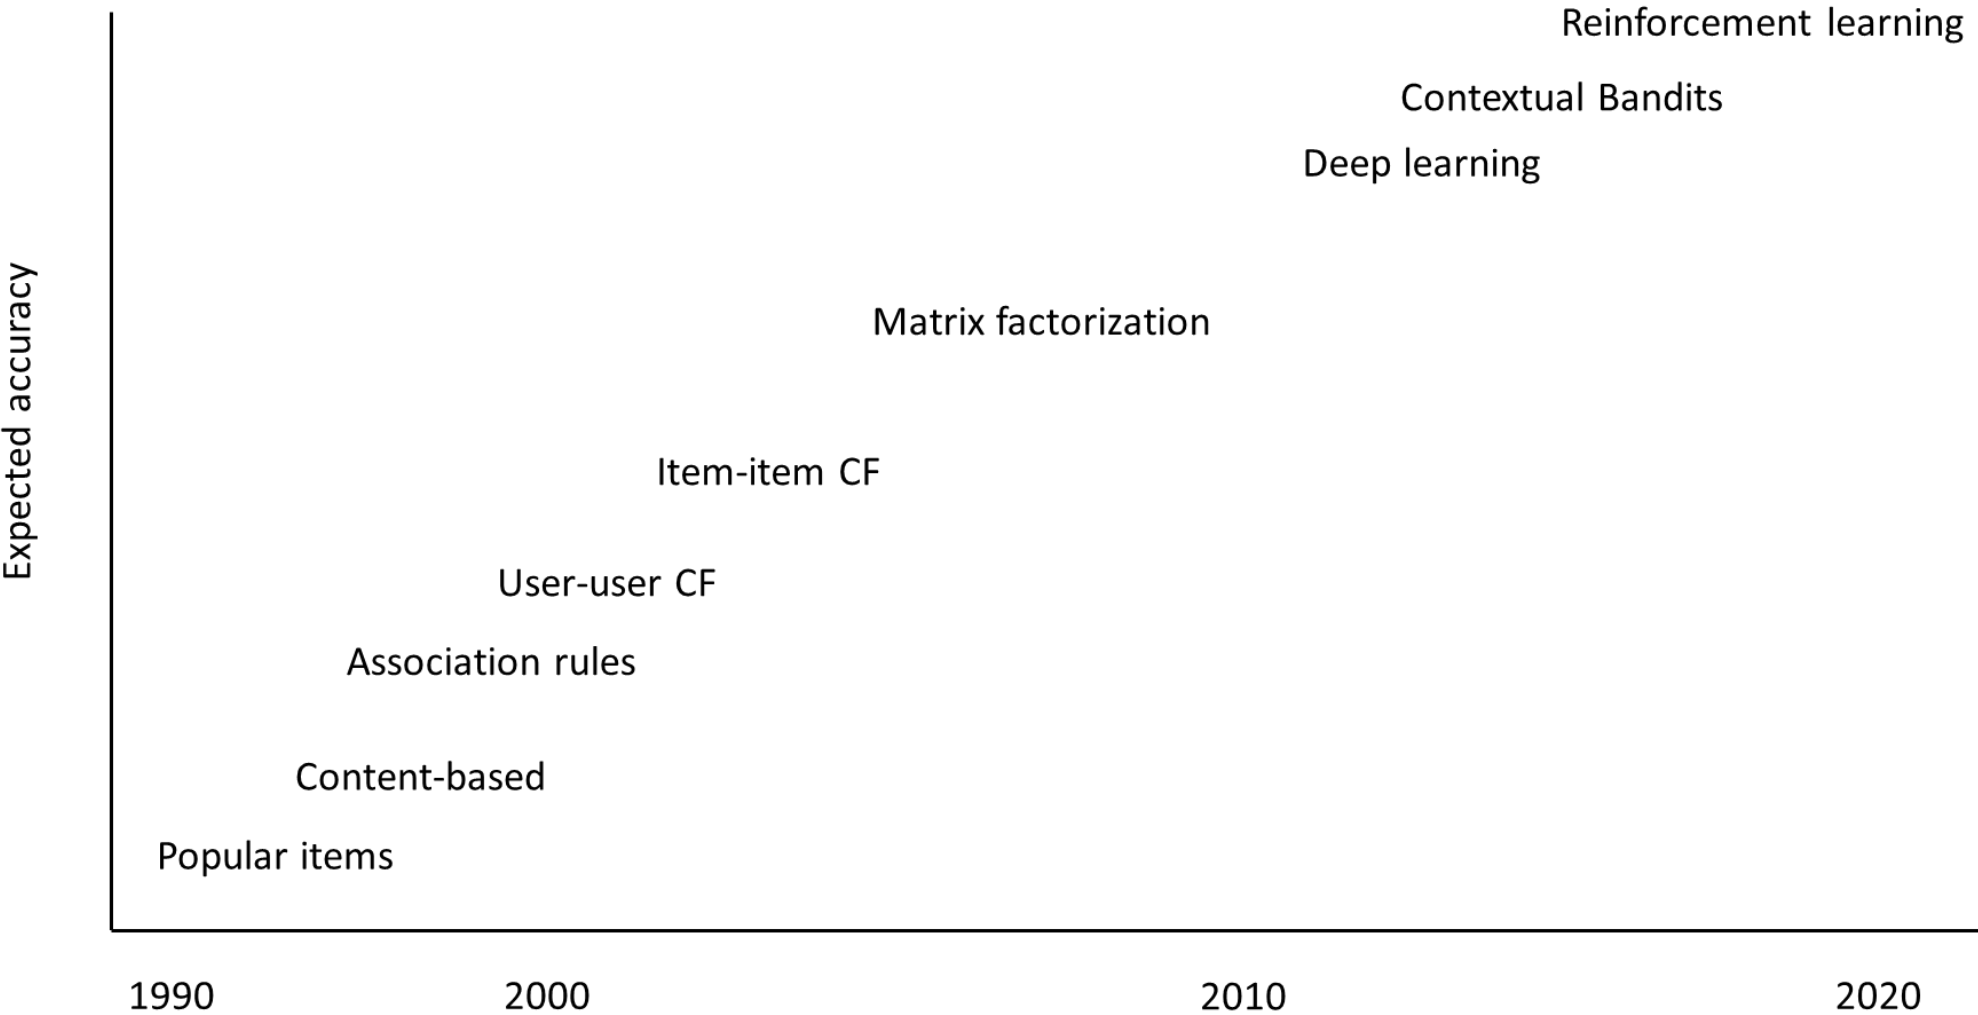 Reinforcement learning
Contextual Bandits
Deep learning
Matrix factorization
Item-item CF
User-user CF
Association rules
Content-based
Popular items
Expected accuracy
1990 2000 2010 2020